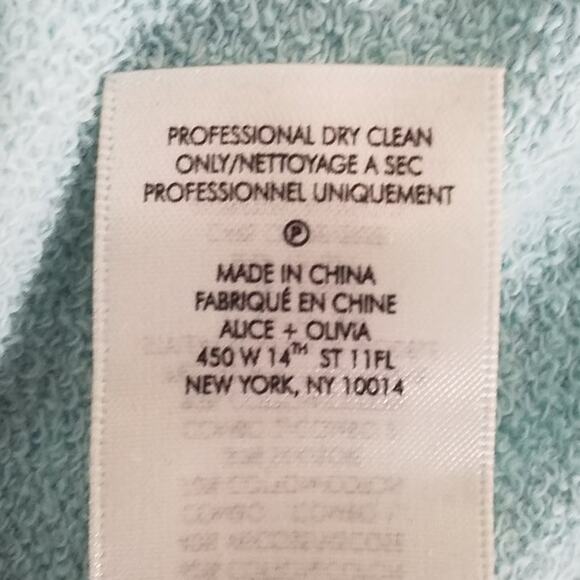 PROFESSIONAL DRY CLEAN
ONLY/NETTOYAGE A SEC
PROFESSIONNEL UNIQUEMENT
P
MADE IN CHINA
FABRIQUÉ EN CHINE
ALICE + OLIVIA
450 W 14TH ST 11FL
NEW YORK, NY 10014